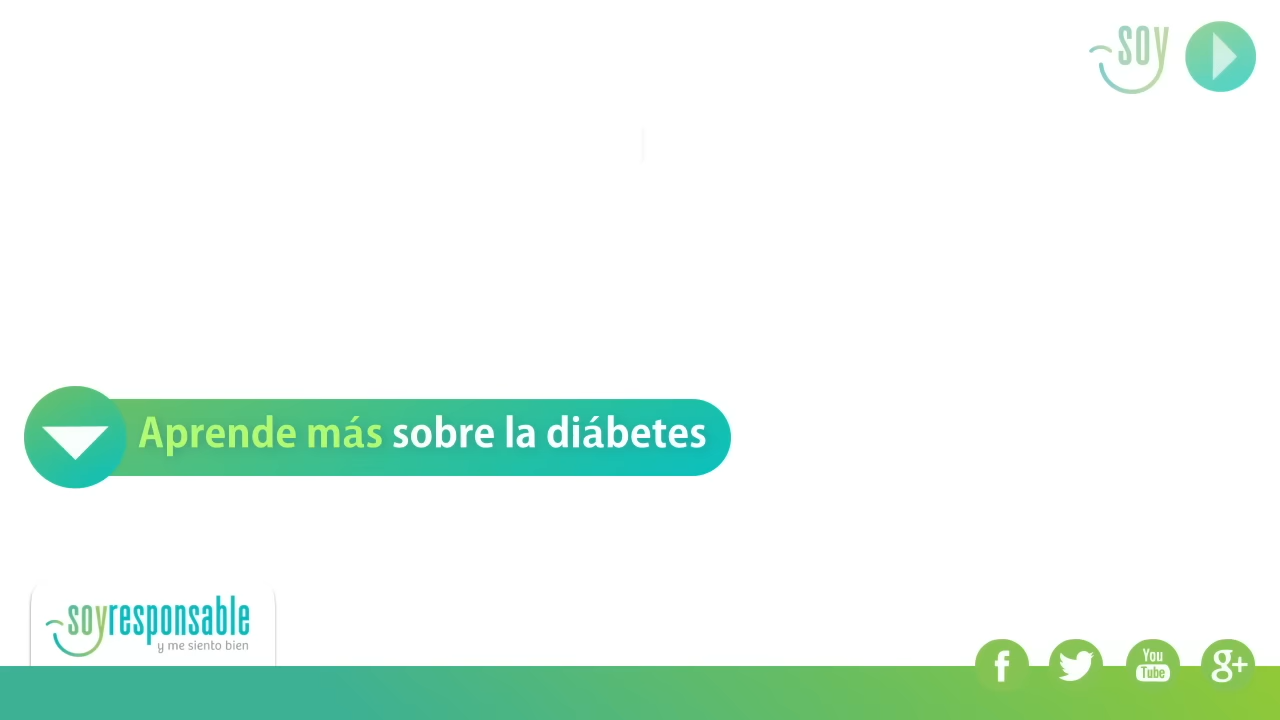 soy
Aprende más sobre la diábetes
soyresponsable
y me siento bien
f
You
Tube
g+